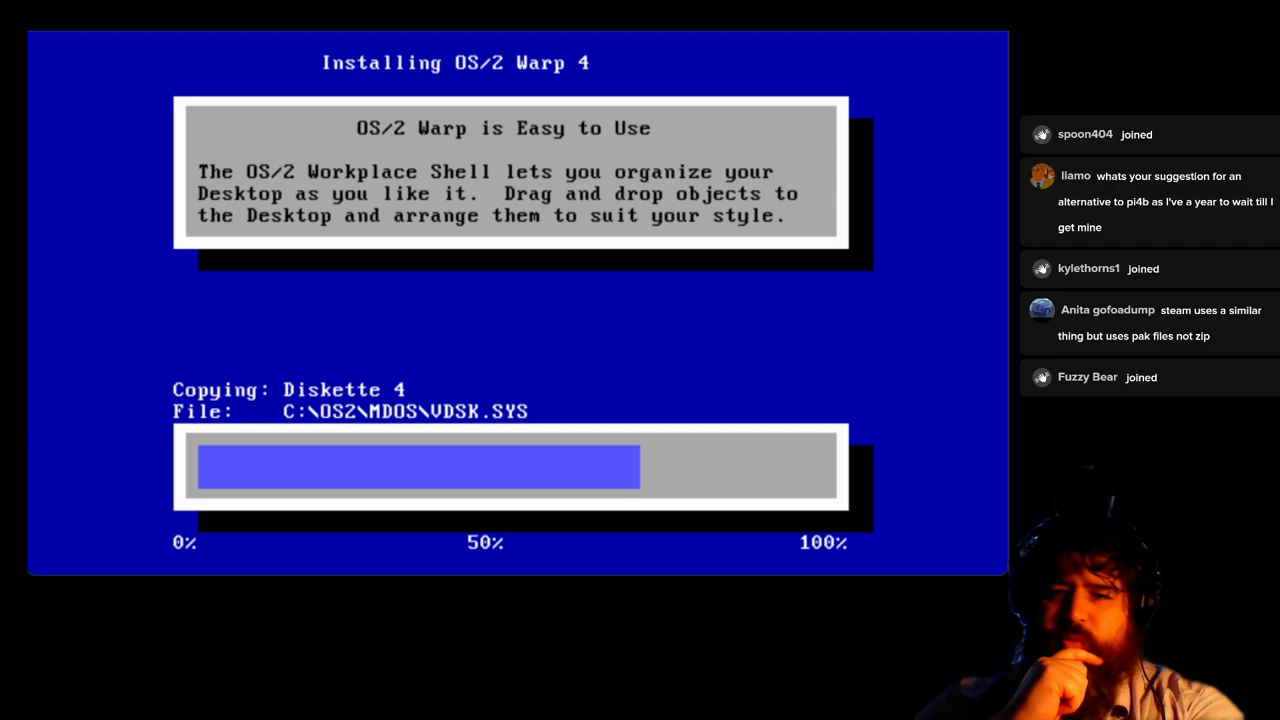 Installing OS/2 Warp 4
OS/2 Warp is Easy to Use
The OS/2 Workplace Shell lets you organize your
Desktop as you like it.  Drag and drop objects to
the Desktop and arrange them to suit your style.
Copying: Diskette 4
File:    C:\OS2\MDOS\VDSK.SYS
0%
50%
100%
spoon404 joined
llamo whats your suggestion for an
alternative to pi4b as I've a year to wait till I
get mine
kylethorns1 joined
Anita gofoadump steam uses a similar
thing but uses pak files not zip
Fuzzy Bear joined